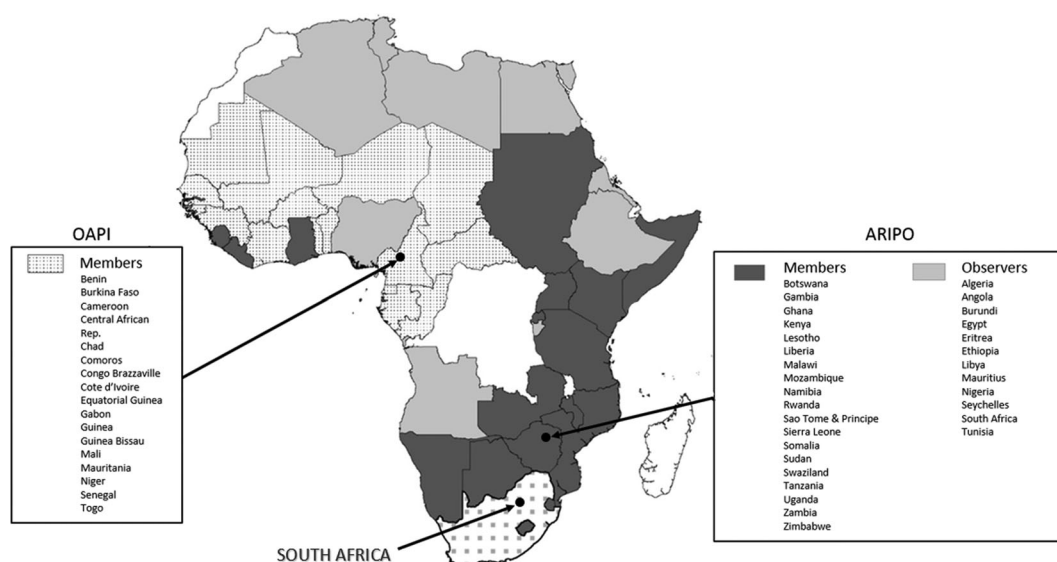 OAPI
Members
Benin
Burkina Faso
Cameroon
Central African
Rep.
Chad
Comoros
Congo Brazzaville
Cote d'Ivoire
Equatorial Guinea
Gabon
Guinea
Guinea Bissau
Mali
Mauritania
Niger
Senegal
Togo
SOUTH AFRICA
ARIPO
Members
Botswana
Gambia
Ghana
Kenya
Lesotho
Liberia
Malawi
Mozambique
Namibia
Rwanda
Sao Tome & Principe
Sierra Leone
Somalia
Sudan
Swaziland
Tanzania
Uganda
Zambia
Zimbabwe
Observers
Algeria
Angola
Burundi
Egypt
Eritrea
Ethiopia
Libya
Mauritius
Nigeria
Seychelles
South Africa
Tunisia